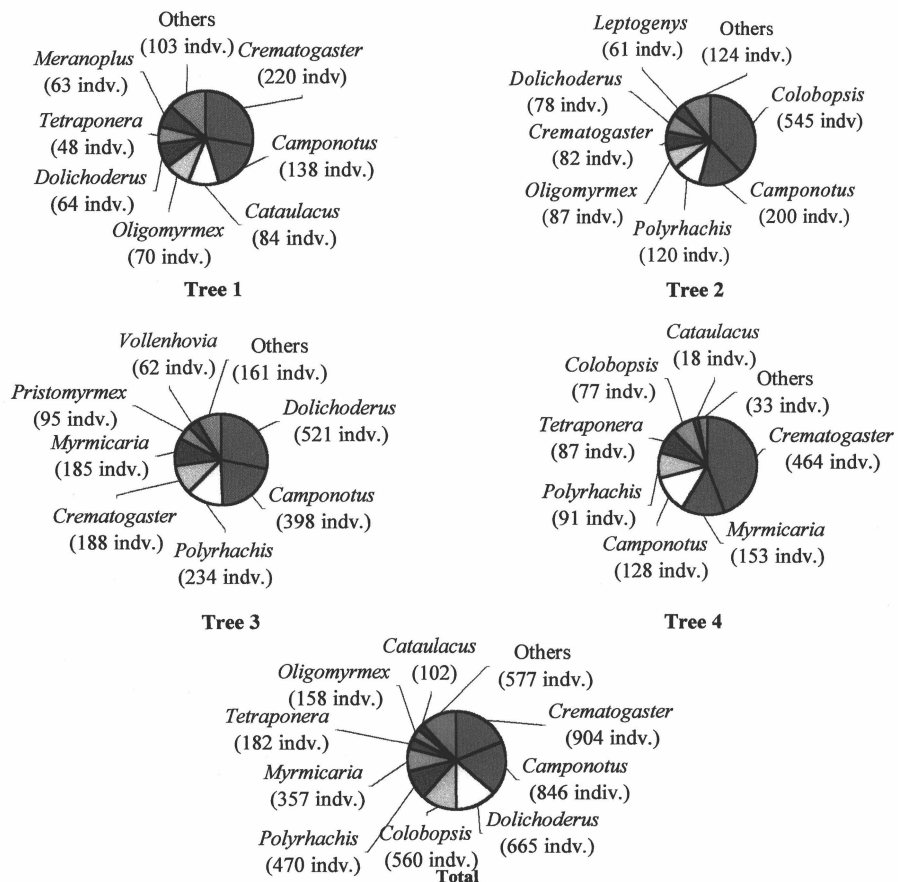 Others
(103 indv.)
Crematogaster
(220 indv)
Meranoplus
(63 indv.)
Tetraponera
(48 indv.)
Camponotus
(138 indv.)
Dolichoderus
(64 indv.)
Cataulacus
(84 indv.)
Oligomyrmex
(70 indv.)
Tree 1
Leptogenys
(61 indv.)
Others
(124 indv.)
Dolichoderus
(78 indv.)
Colobopsis
(545 indv)
Crematogaster
(82 indv.)
Oligomyrmex
(87 indv.)
Camponotus
(200 indv.)
Polyrhachis
(120 indv.)
Tree 2
Vollenhovia
(62 indv.)
Others
(161 indv.)
Pristomyrmex
(95 indv.)
Dolichoderus
(521 indv.)
Myrmicaria
(185 indv.)
Camponotus
(398 indv.)
Crematogaster
(188 indv.)
Polyrhachis
(234 indv.)
Tree 3
Cataulacus
(18 indv.)
Colobopsis
(77 indv.)
Others
(33 indv.)
Tetraponera
(87 indv.)
Crematogaster
(464 indv.)
Polyrhachis
(91 indv.)
Myrmicaria
(153 indv.)
Camponotus
(128 indv.)
Tree 4
Cataulacus
(102)
Others
(577 indv.)
Oligomyrmex
(158 indv.)
Crematogaster
(904 indv.)
Tetraponera
(182 indv.)
Camponotus
(846 indiv.)
Myrmicaria
(357 indv.)
Dolichoderus
(665 indv.)
Colobopsis
(560 indv.)
Polyrhachis
(470 indv.)
Total